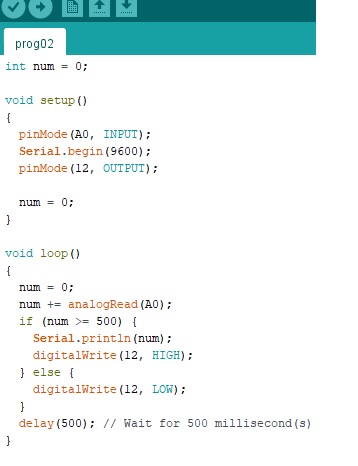 prog02
int num = 0;
void setup()
{
  pinMode(A0, INPUT);
  Serial.begin(9600);
  pinMode(12, OUTPUT);
  num = 0;
}
void loop()
{
  num = 0;
  num += analogRead(A0);
  if (num >= 500) {
    Serial.println(num);
    digitalWrite(12, HIGH);
  } else {
    digitalWrite(12, LOW);
  }
  delay(500); // Wait for 500 millisecond(s)
}